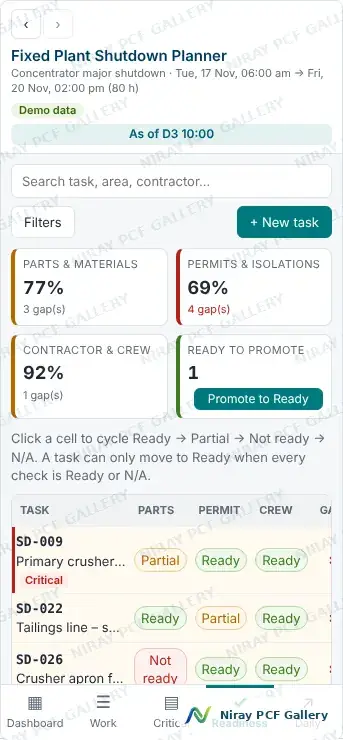 Fixed Plant Shutdown Planner
Concentrator major shutdown · Tue, 17 Nov, 06:00 am → Fri,
20 Nov, 02:00 pm (80 h)
Demo data
As of D3 10:00
Search task, area, contractor...
Filters
+ New task
PARTS & MATERIALS
77%
3 gap(s)
PERMITS & ISOLATIONS
69%
4 gap(s)
CONTRACTOR & CREW
92%
1 gap(s)
READY TO PROMOTE
1
Promote to Ready
Click a cell to cycle Ready → Partial → Not ready →
N/A. A task can only move to Ready when every
check is Ready or N/A.
TASK PARTS PERMIT CREW
SD-009
Primary crusher... Partial Ready Ready
Critical
SD-022
Tailings line – s... Ready Partial Ready
SD-026
Crusher apron f... Not ready Ready Ready
Dashboard Work Daily
Niray PCF Gallery
NIRAY PCF GALLERY